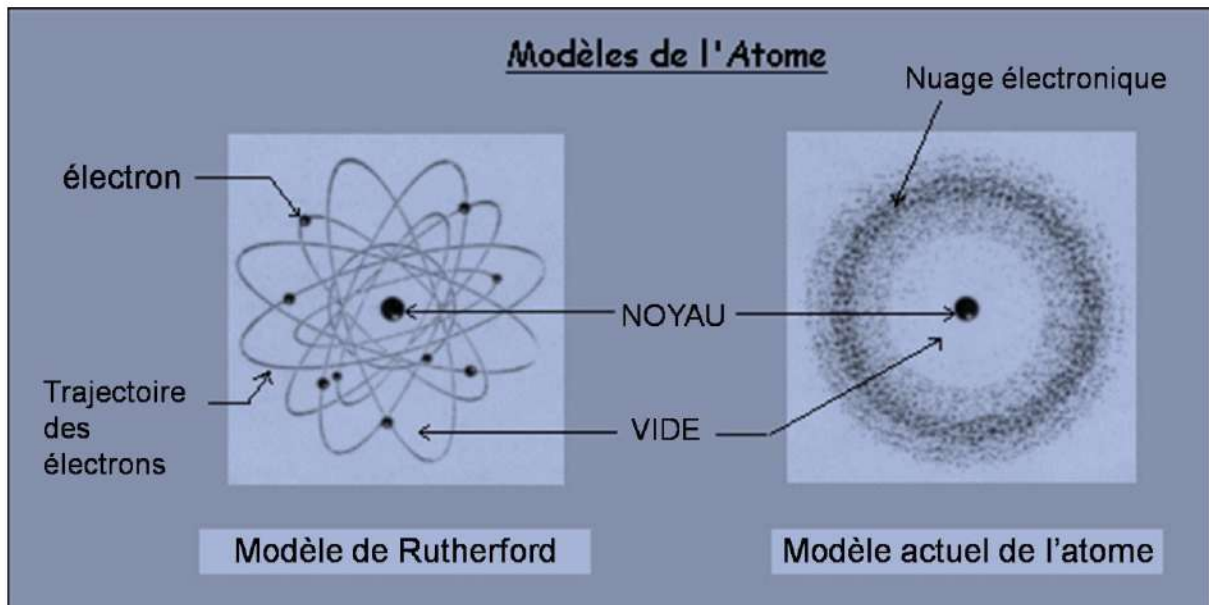 Modèles de l'Atome
Nuage électronique
électron
NOYAU
Trajectoire
des
électrons
VIDE
Modèle de Rutherford
Modèle actuel de l'atome